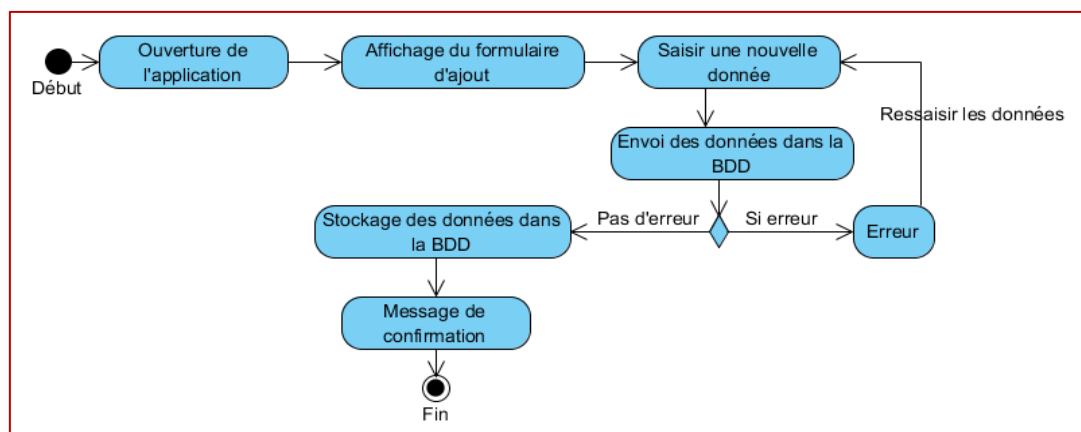 Début
Ouverture de
l'application
Affichage du formulaire
d'ajout
Saisir une nouvelle
donnée
Ressaisir les données
Envoi des données dans la
BDD
Pas d'erreur
Si erreur
Erreur
Stockage des données dans
la BDD
Message de
confirmation
Fin